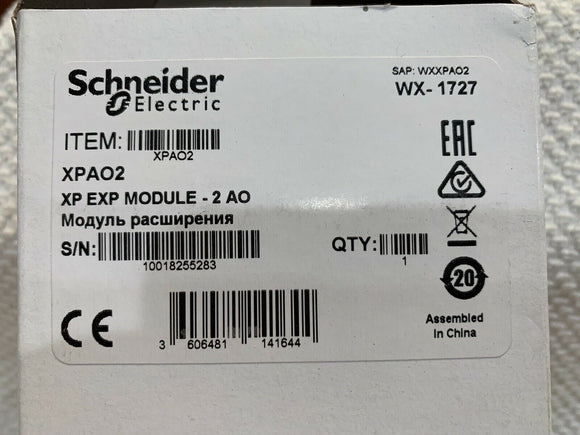 Schneider
Electric
SAP: WXXPAO2
WX- 1727
ITEM:
XPAO2
XPAO2
XP EXP MODULE - 2 AO
Модуль расширения
S/N:
10018255283
QTY:
1
EAC
20
Assembled
In China
CE
3 606481 141644